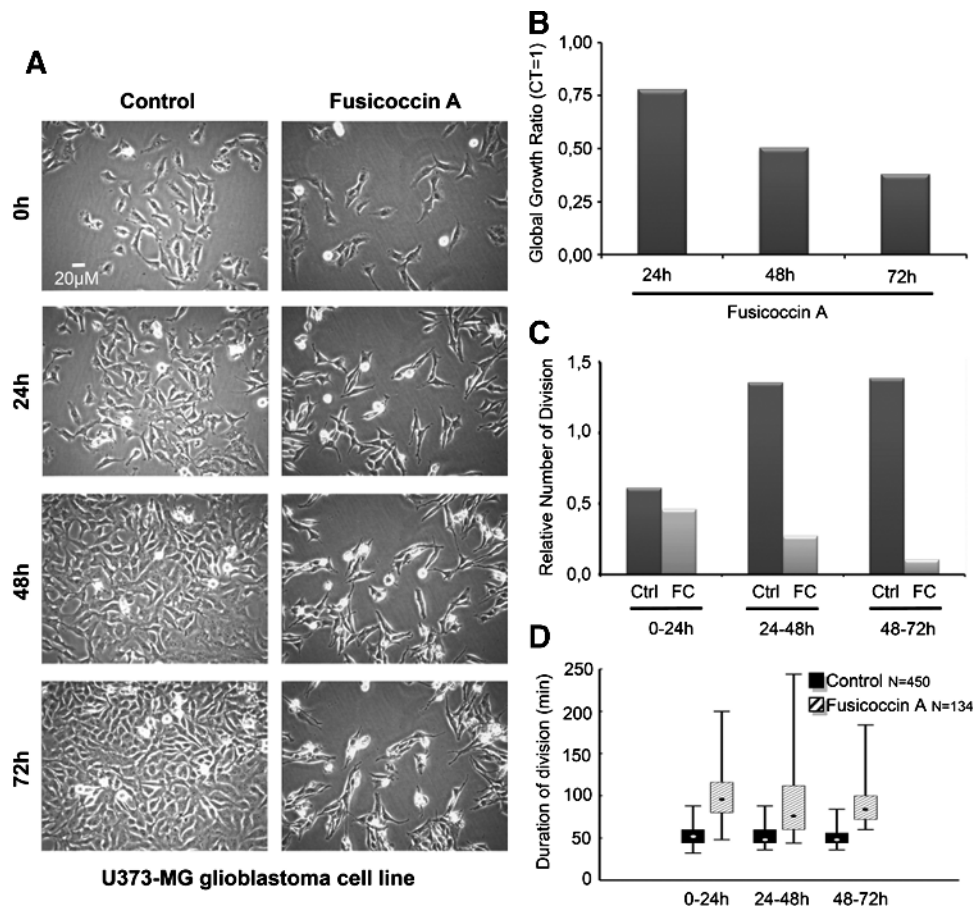 A
Control Fusicoccin A
0h
20µM
24h
48h
72h
U373-MG glioblastoma cell line
B
Global Growth Ratio (CT=1)
1,00
0,75
0,50
0,25
0,00
24h 48h 72h
Fusicoccin A
C
Relative Number of Division
1,5
1,0
0,5
0,0
Ctrl FC Ctrl FC Ctrl FC
0-24h 24-48h 48-72h
D
Duration of division (min)
250
200
150
100
50
0
Control N=450
Fusicoccin A N=134
0-24h 24-48h 48-72h